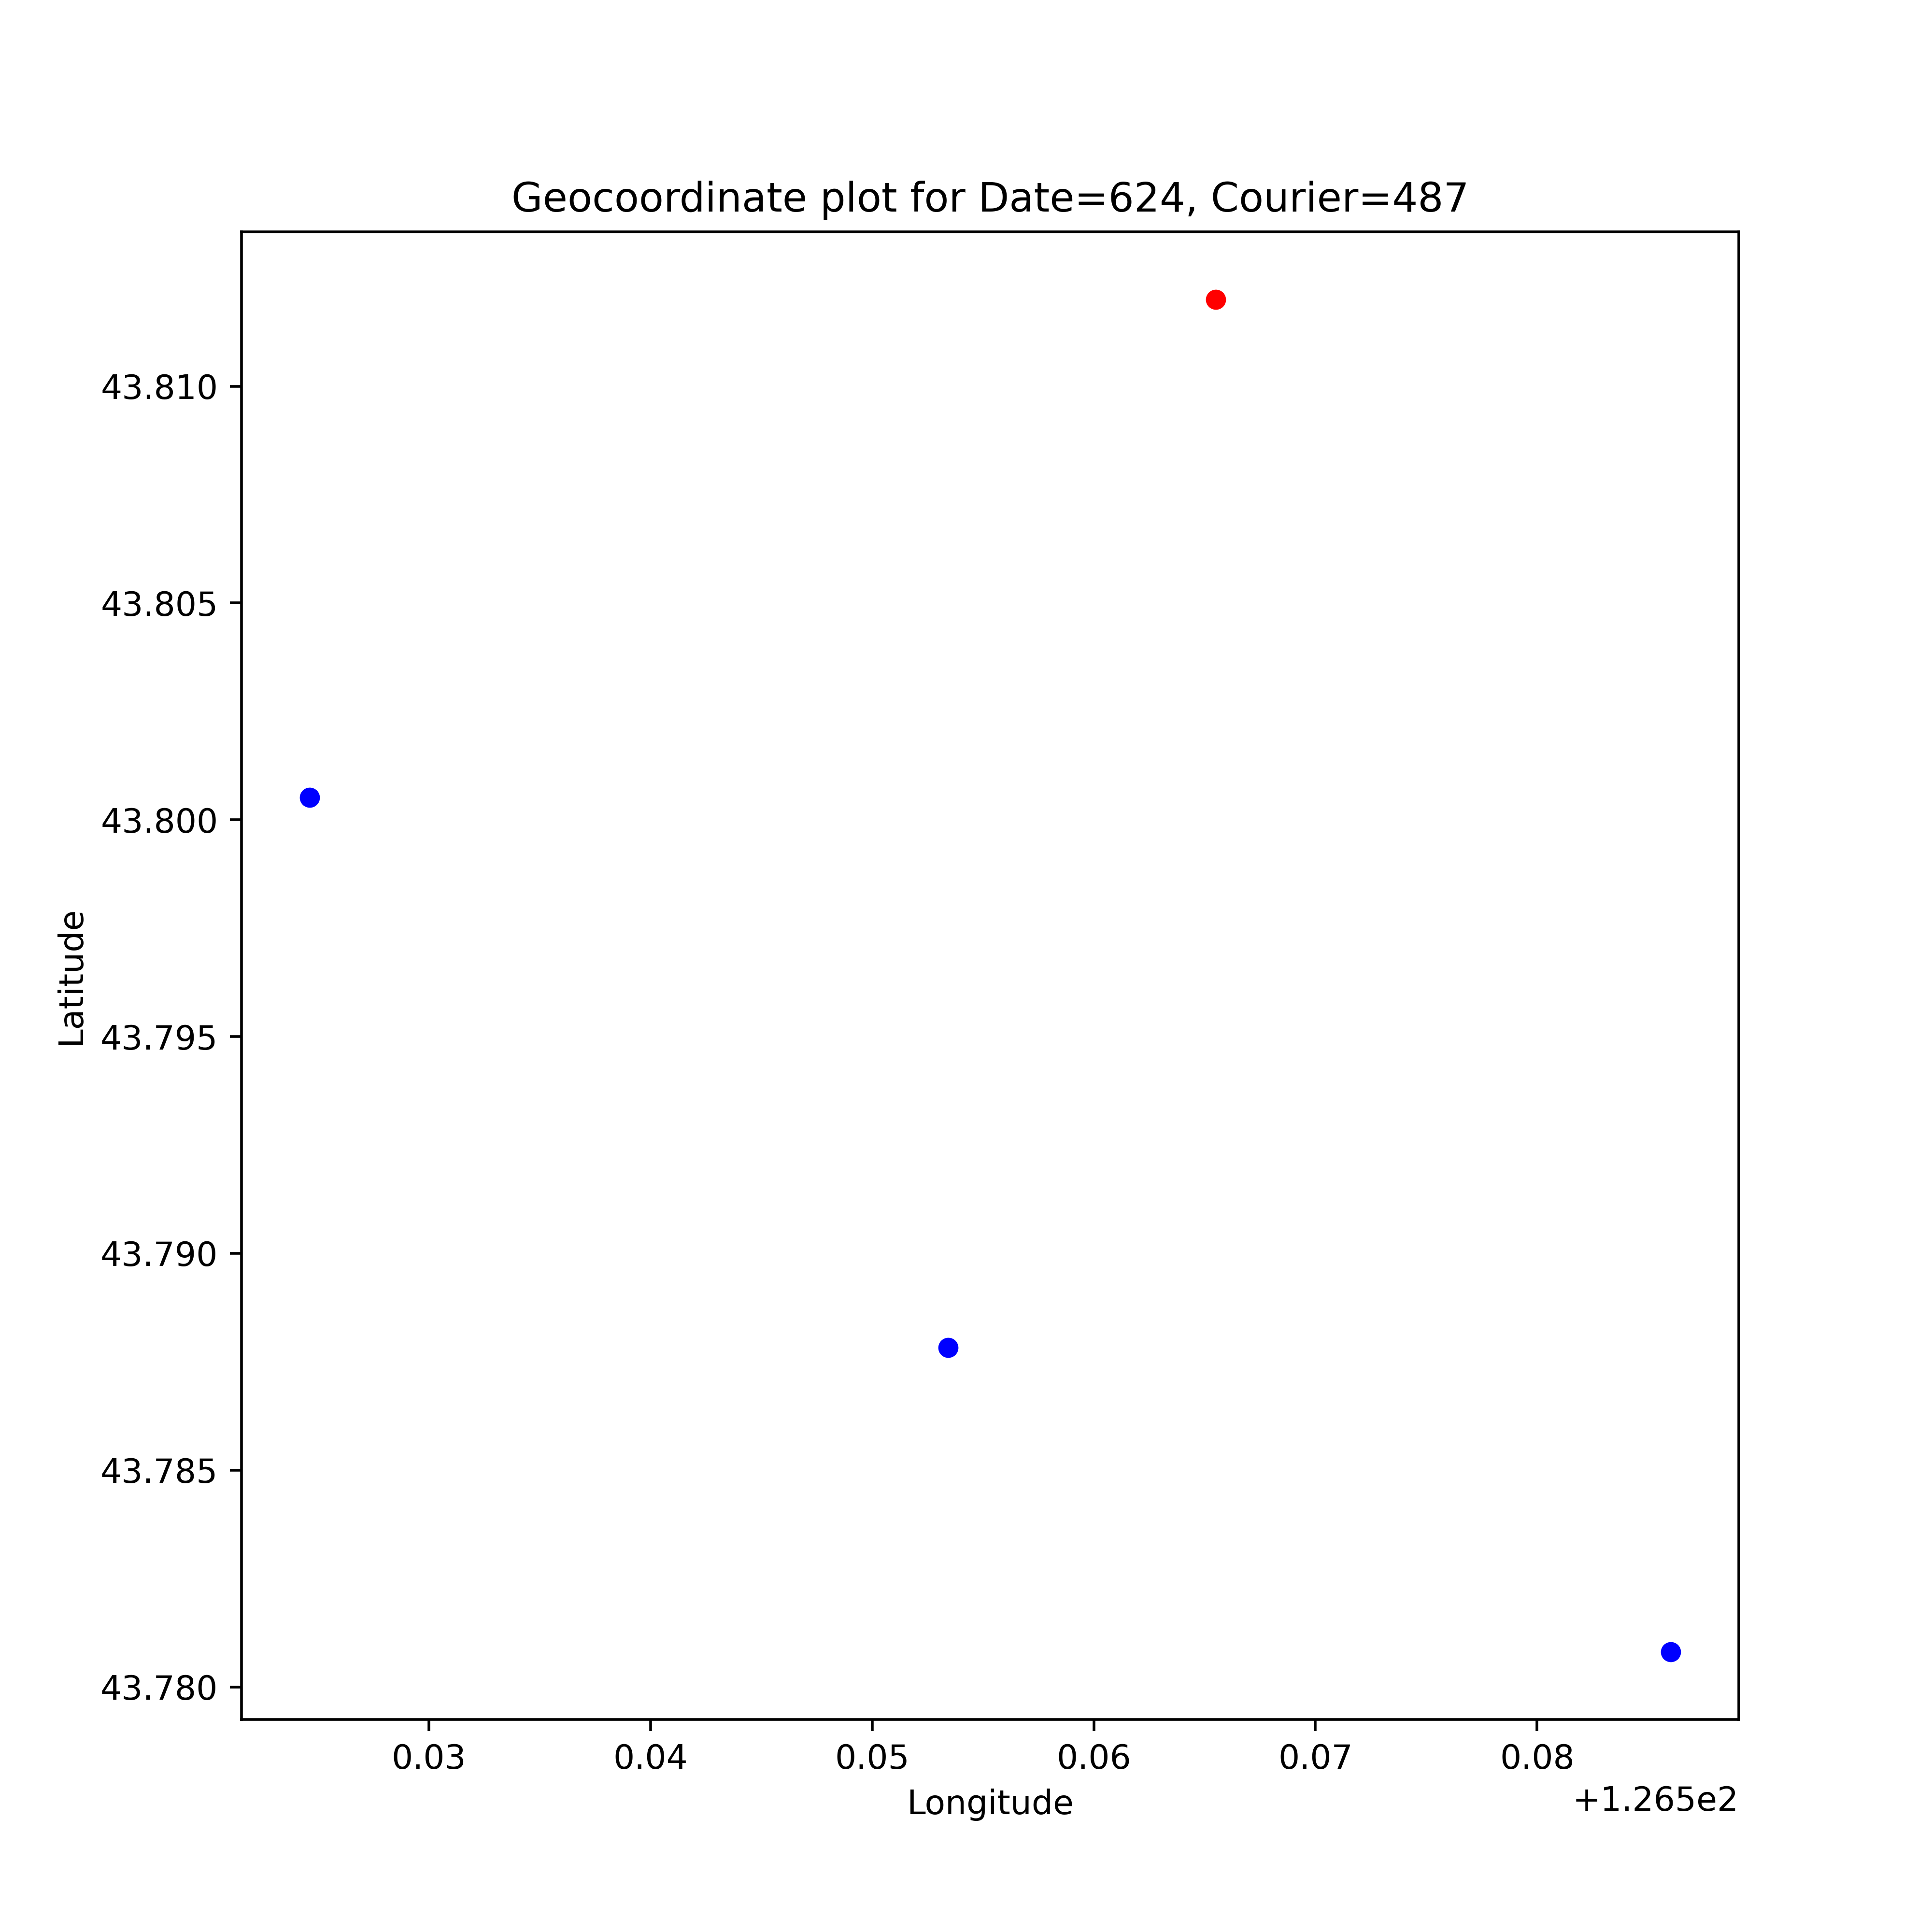 Geocoordinate plot for Date=624, Courier=487
43.810
43.805
43.800
43.795
43.790
43.785
43.780
Latitude
0.03 0.04 0.05 0.06 0.07 0.08
Longitude
+1.265e2